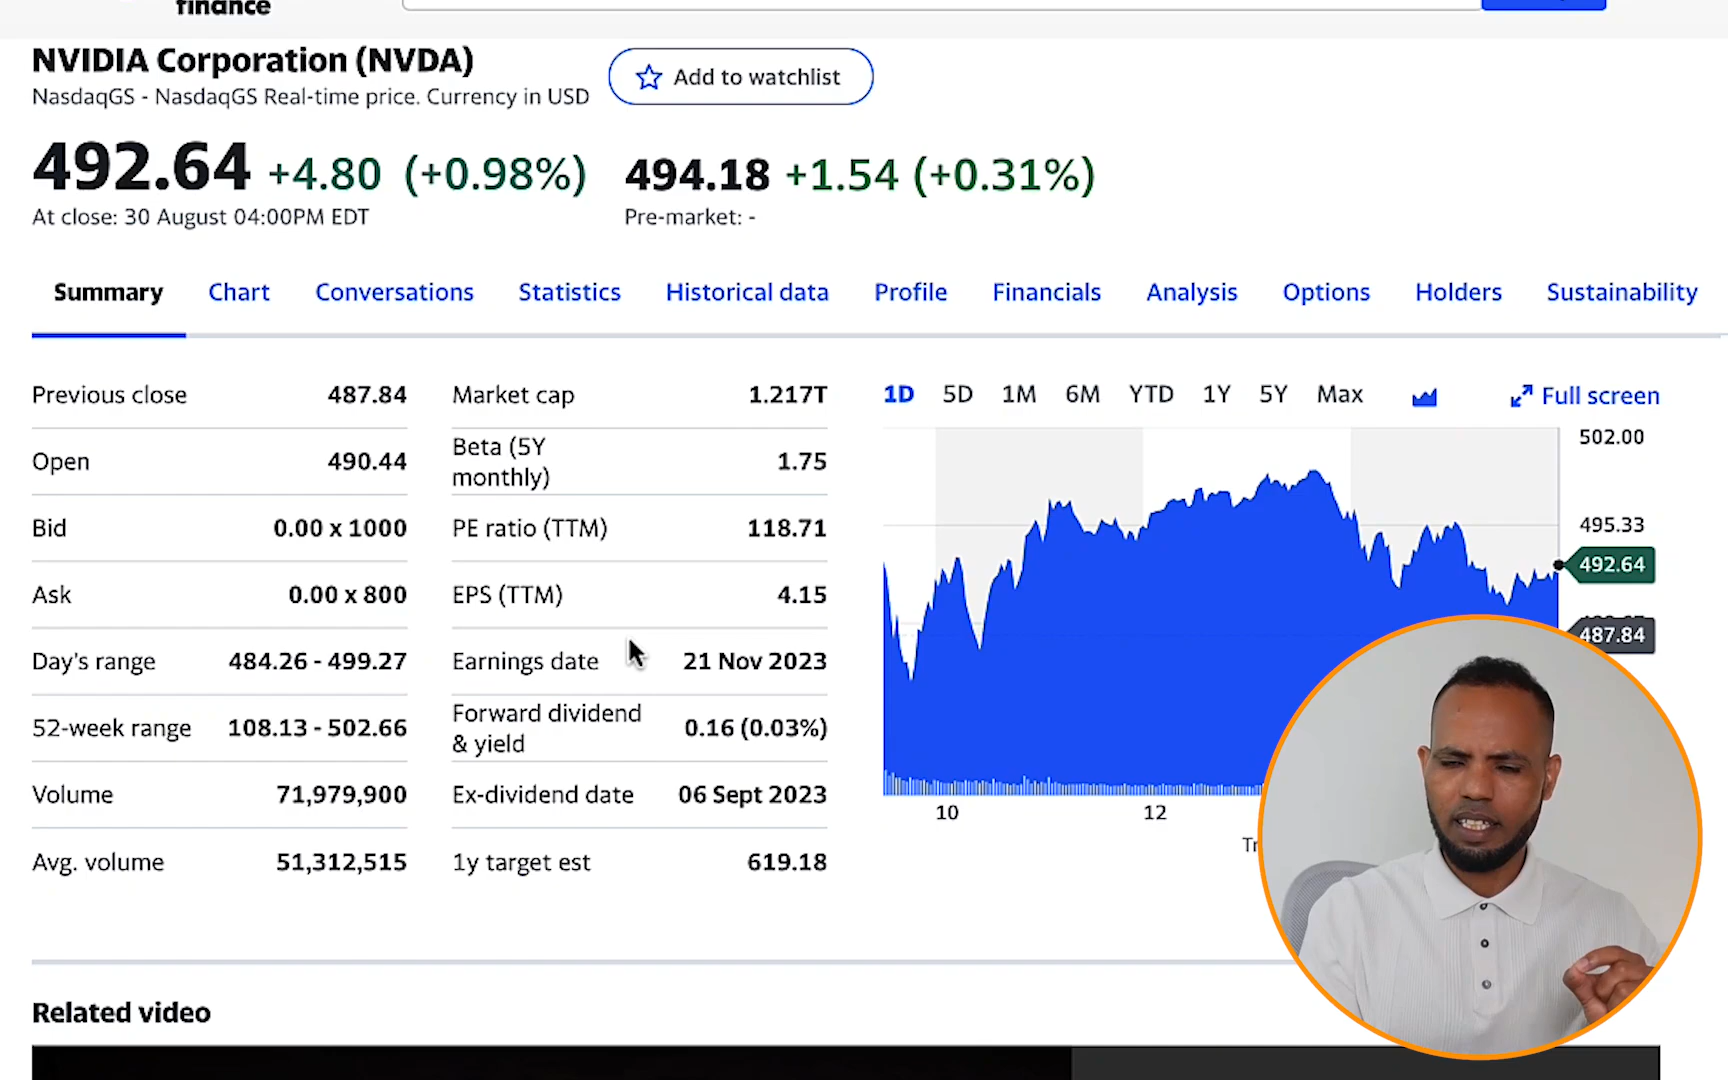 finance
NVIDIA Corporation (NVDA)
Add to watchlist
NasdaqGS - NasdaqGS Real-time price. Currency in USD
492.64 +4.80 (+0.98%)
494.18 +1.54 (+0.31%)
At close: 30 August 04:00PM EDT
Pre-market: -
Summary Chart Conversations Statistics Historical data Profile Financials Analysis Options Holders Sustainability
Previous close 487.84
Open 490.44
Bid 0.00 x 1000
Ask 0.00 x 800
Day's range 484.26 - 499.27
52-week range 108.13 - 502.66
Volume 71,979,900
Avg. volume 51,312,515
Market cap 1.217T
Beta (5Y
monthly) 1.75
PE ratio (TTM) 118.71
EPS (TTM) 4.15
Earnings date 21 Nov 2023
Forward dividend
& yield 0.16 (0.03%)
Ex-dividend date 06 Sept 2023
1y target est 619.18
1D 5D 1M 6M YTD 1Y 5Y Max Full screen
502.00
495.33
492.64
487.84
10 12
Related video